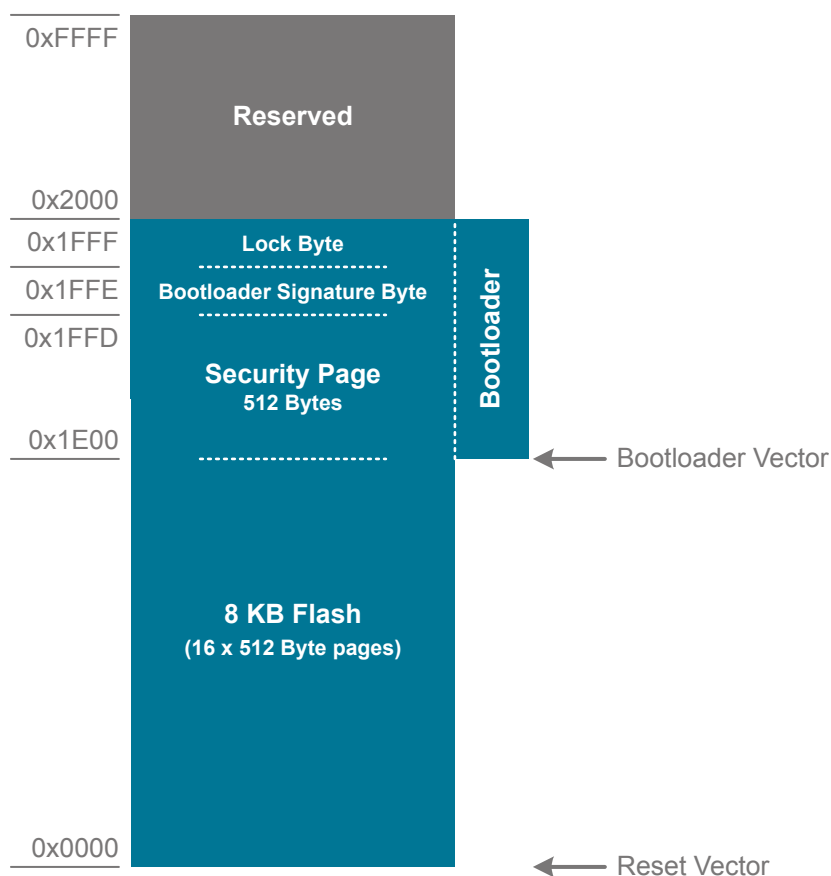 0xFFFF
Reserved
0x2000
0x1FFF
Lock Byte
0x1FFE
Bootloader Signature Byte
0x1FFD
Security Page
512 Bytes
Bootloader
0x1E00
Bootloader Vector
8 KB Flash
(16 x 512 Byte pages)
0x0000
Reset Vector